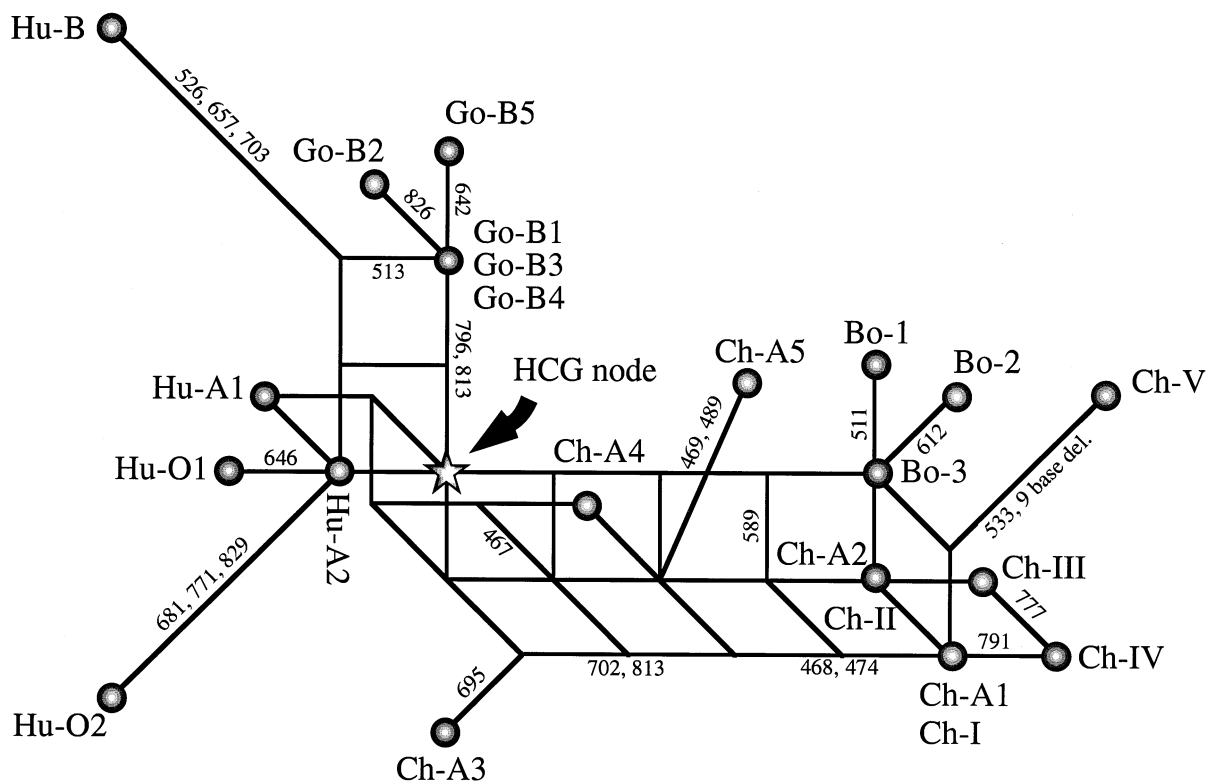 Hu-B
526, 657, 703
Go-B5
Go-B2
826
642
Go-B1
Go-B3
Go-B4
513
796, 813
HCG node
Ch-A5
Bo-1
Bo-2
Ch-V
Hu-A1
469, 489
511
612
Hu-O1
646
Ch-A4
Bo-3
533, 9 base del.
Hu-A2
467
589
Ch-A2
Ch-III
681, 771, 829
Ch-II
777
702, 813
468, 474
791
Ch-IV
695
Ch-A1
Ch-I
Hu-O2
Ch-A3